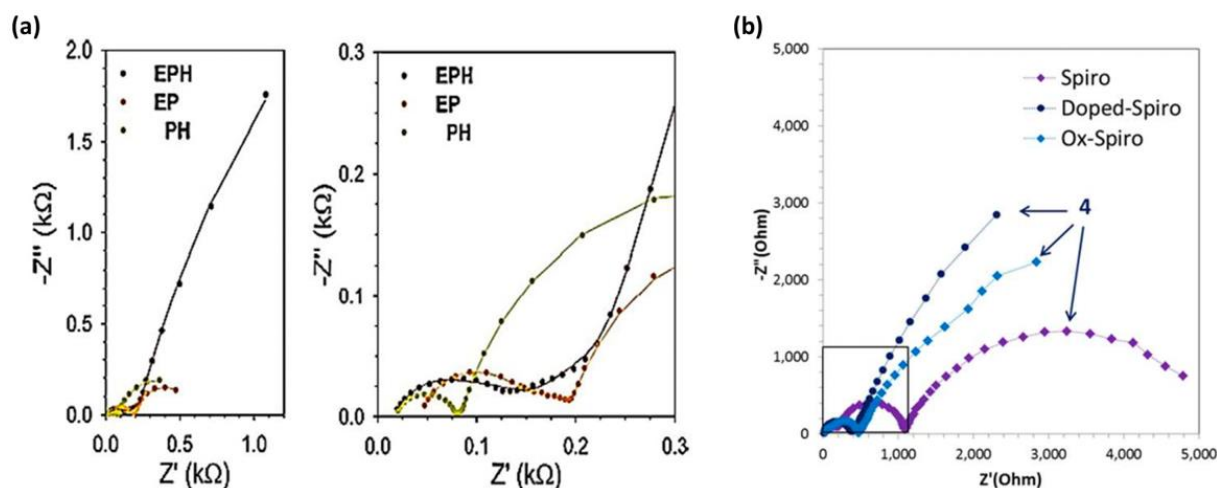 (a)
2.0
1.5
1.0
0.5
0.0
-Z'' (kΩ)
EPH
EP
PH
0.0 0.5 1.0
Z' (kΩ)
0.3
0.2
0.1
0.0
-Z'' (kΩ)
EPH
EP
PH
0.0 0.1 0.2 0.3
Z' (kΩ)
(b)
5,000
4,000
3,000
2,000
1,000
0
-Z''(Ohm)
Spiro
Doped-Spiro
Ox-Spiro
4
0 1,000 2,000 3,000 4,000 5,000
Z'(Ohm)